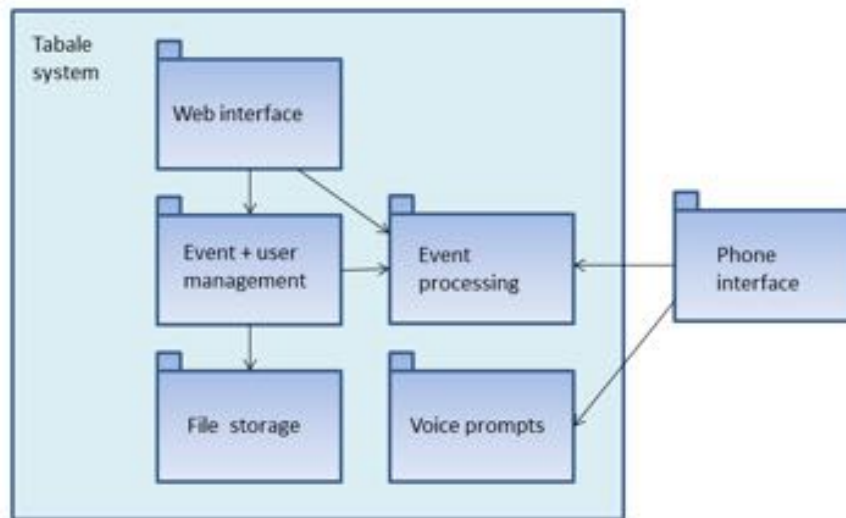 Tabale
system
Web interface
Event + user
management
Event
processing
Phone
interface
File storage
Voice prompts